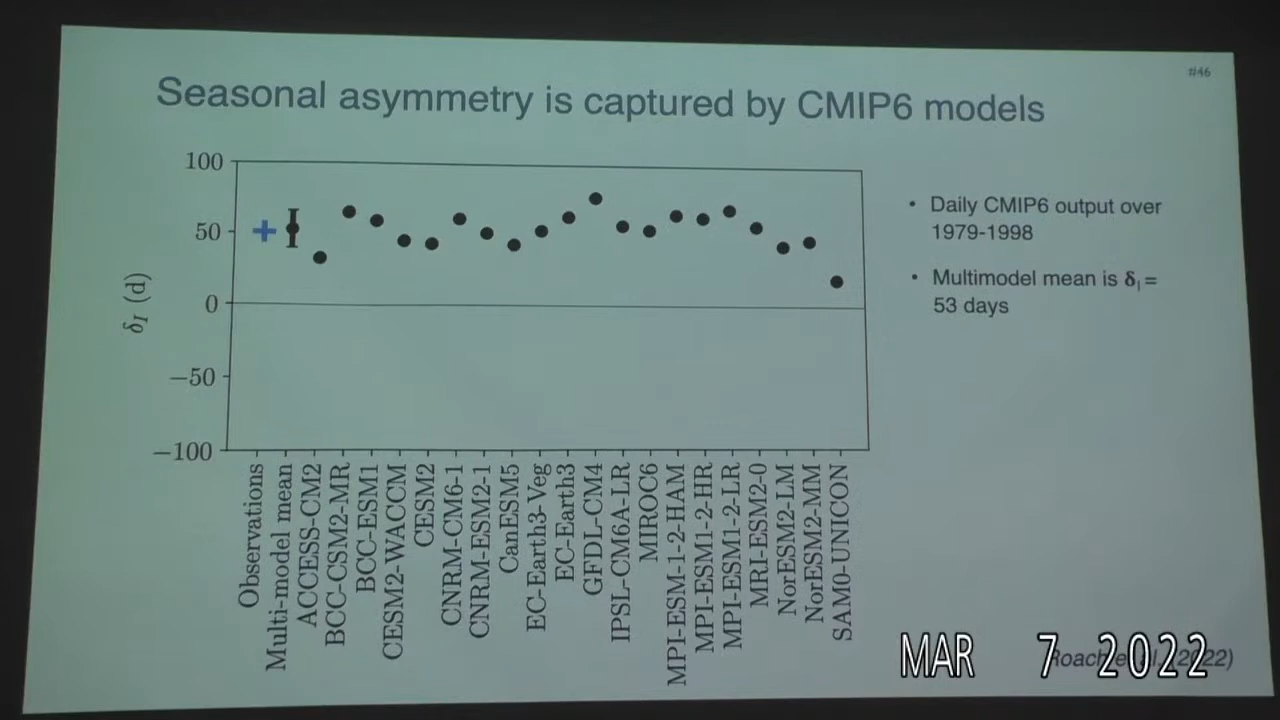 #46
Seasonal asymmetry is captured by CMIP6 models
100
50
0
−50
−100
δI (d)
Observations
Multi-model mean
ACCESS-CM2
BCC-CSM2-MR
BCC-ESM1
CESM2-WACCM
CESM2
CNRM-CM6-1
CNRM-ESM2-1
CanESM5
EC-Earth3-Veg
EC-Earth3
GFDL-CM4
IPSL-CM6A-LR
MIROC6
MPI-ESM-1-2-HAM
MPI-ESM1-2-HR
MPI-ESM1-2-LR
MRI-ESM2-0
NorESM2-LM
NorESM2-MM
SAM0-UNICON
• Daily CMIP6 output over
1979-1998
• Multimodel mean is δI =
53 days
MAR 7 2022
(2022)